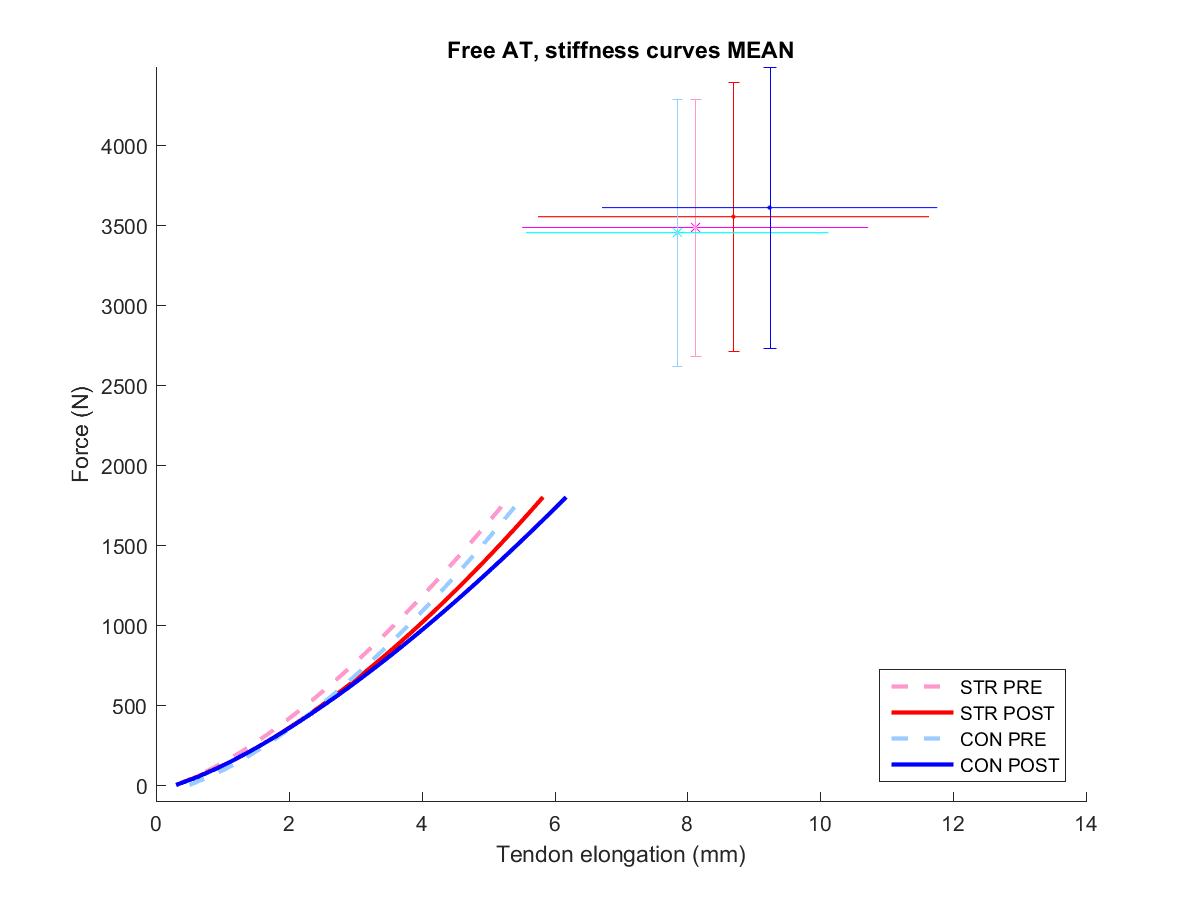 Free AT, stiffness curves MEAN
Force (N)
4000
3500
3000
2500
2000
1500
1000
500
0
0 2 4 6 8 10 12 14
Tendon elongation (mm)
STR PRE
STR POST
CON PRE
CON POST